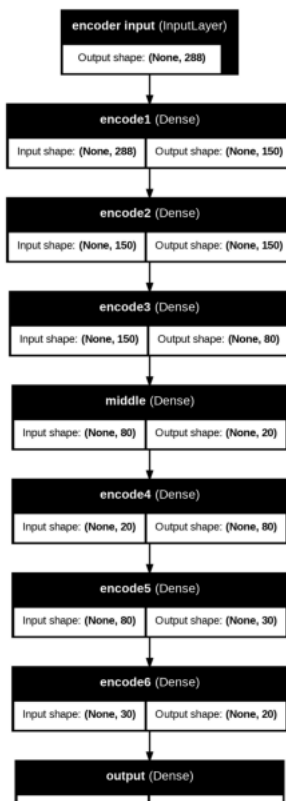 encoder input (InputLayer)
Output shape: (None, 288)
encode1 (Dense)
Input shape: (None, 288) Output shape: (None, 150)
encode2 (Dense)
Input shape: (None, 150) Output shape: (None, 150)
encode3 (Dense)
Input shape: (None, 150) Output shape: (None, 80)
middle (Dense)
Input shape: (None, 80) Output shape: (None, 20)
encode4 (Dense)
Input shape: (None, 20) Output shape: (None, 80)
encode5 (Dense)
Input shape: (None, 80) Output shape: (None, 30)
encode6 (Dense)
Input shape: (None, 30) Output shape: (None, 20)
output (Dense)